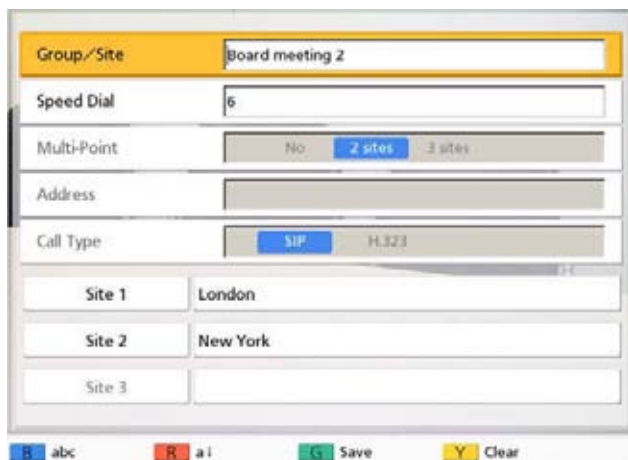 Group/Site Board meeting 2
Speed Dial 6
Multi-Point No 2 sites 3 sites
Address
Call Type SIP H.323
Site 1 London
Site 2 New York
Site 3
B abc R a↓ G Save Y Clear